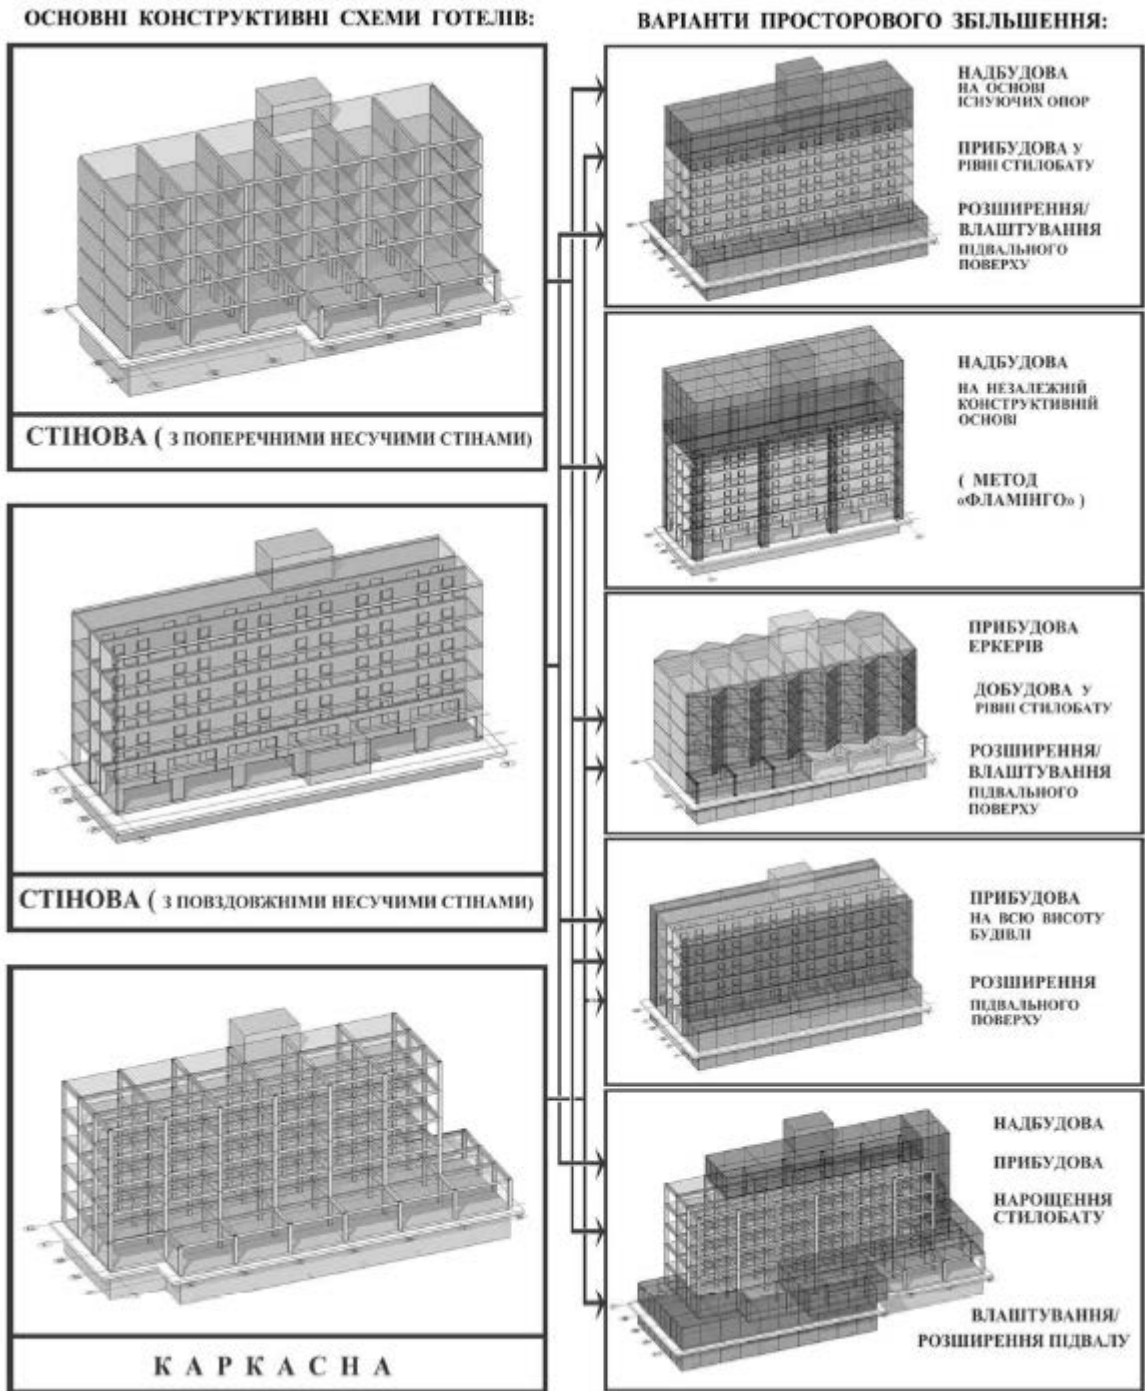 ОСНОВНІ КОНСТРУКТИВНІ СХЕМИ ГОТЕЛІВ:
СТІНОВА ( З ПОПЕРЕЧНИМИ НЕСУЧИМИ СТІНАМИ)
СТІНОВА ( З ПОВЗДОВЖНІМИ НЕСУЧИМИ СТІНАМИ)
КАРКАСНА
ВАРІАНТИ ПРОСТОРОВОГО ЗБІЛЬШЕННЯ:
НАДБУДОВА
НА ОСНОВІ
ІСНУЮЧИХ ОПОР
ПРИБУДОВА У
РІВНІ СТИЛОБАТУ
РОЗШИРЕННЯ/
ВЛАШТУВАННЯ
ПІДВАЛЬНОГО
ПОВЕРХУ
НАДБУДОВА
НА НЕЗАЛЕЖНІЙ
КОНСТРУКТИВНІЙ
ОСНОВІ
( МЕТОД
«ФЛАМІНГО» )
ПРИБУДОВА
ЕРКЕРІВ
ДОБУДОВА У
РІВНІ СТИЛОБАТУ
РОЗШИРЕННЯ/
ВЛАШТУВАННЯ
ПІДВАЛЬНОГО
ПОВЕРХУ
ПРИБУДОВА
НА ВСЮ ВИСОТУ
БУДІВЛІ
РОЗШИРЕННЯ
ПІДВАЛЬНОГО
ПОВЕРХУ
НАДБУДОВА
ПРИБУДОВА
НАРОЩЕННЯ
СТИЛОБАТУ
ВЛАШТУВАННЯ/
РОЗШИРЕННЯ ПІДВАЛУ